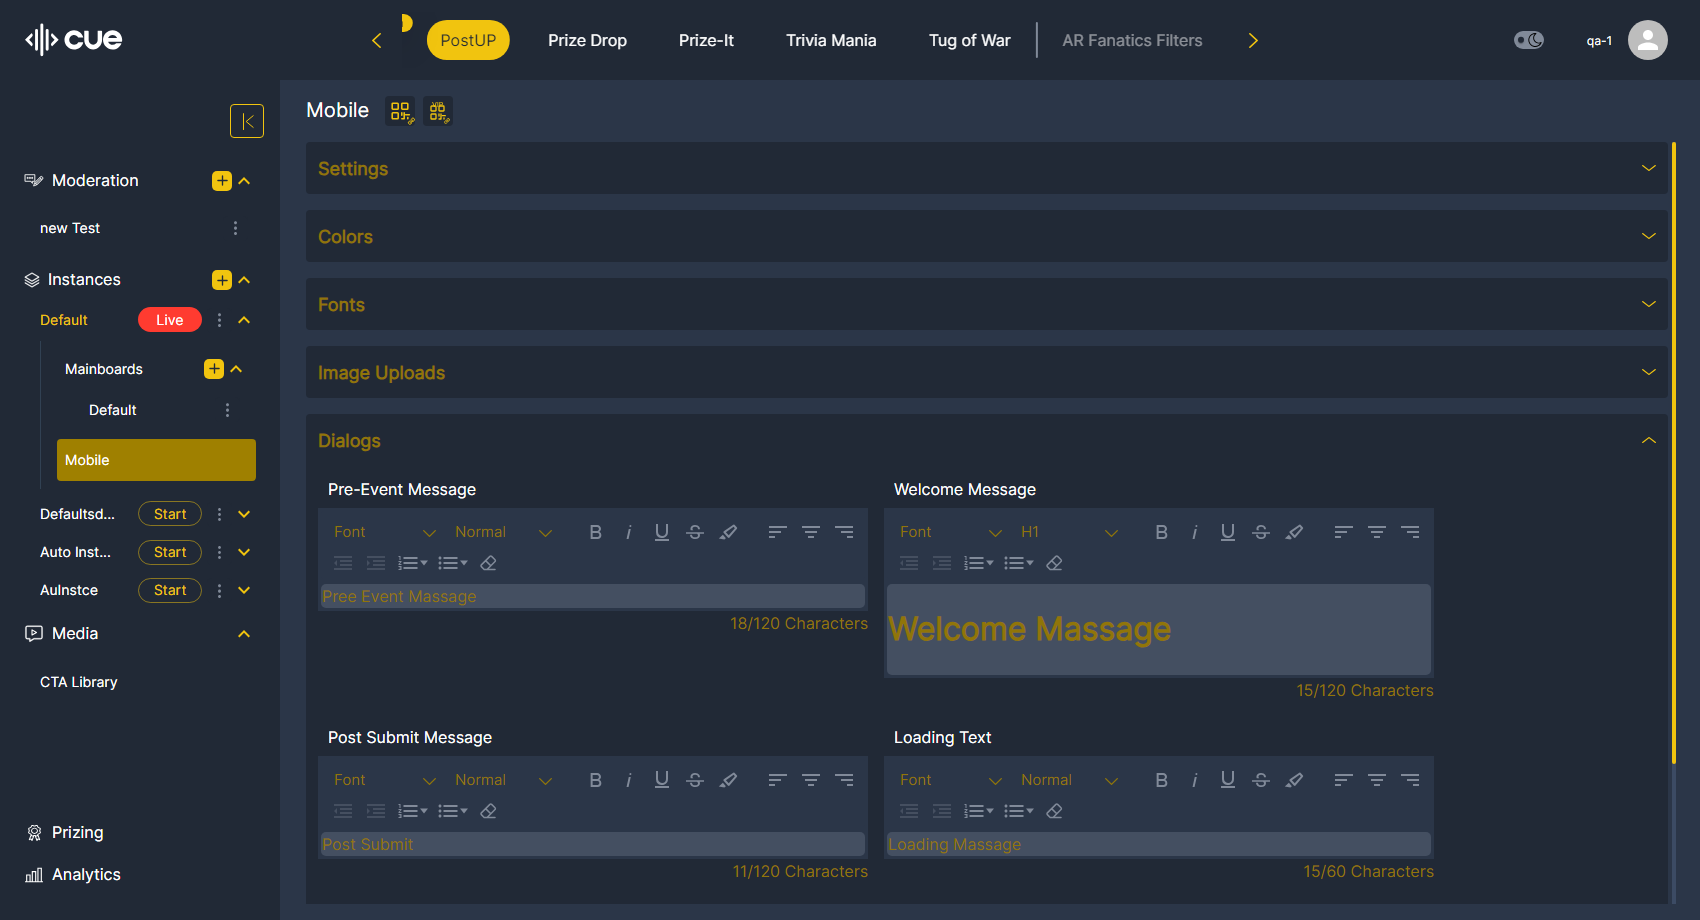 cue
PostUP
Prize Drop
Prize-It
Trivia Mania
Tug of War
AR Fanatics Filters
qa-1
Moderation
new Test
Instances
Default
Live
Mainboards
Default
Mobile
Defaultsd...
Start
Auto Inst...
Start
AuInstce
Start
Media
CTA Library
Prizing
Analytics
Mobile
Settings
Colors
Fonts
Image Uploads
Dialogs
Pre-Event Message
Font
Normal
B i U S
Pree Event Massage
18/120 Characters
Welcome Message
Font
H1
B i U S
Welcome Massage
15/120 Characters
Post Submit Message
Font
Normal
B i U S
Post Submit
11/120 Characters
Loading Text
Font
Normal
B i U S
Loading Massage
15/60 Characters